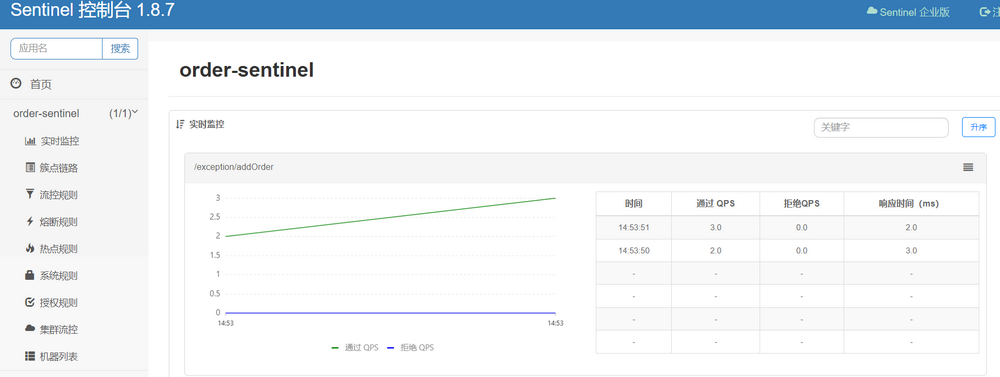 Sentinel 控制台 1.8.7
Sentinel 企业版
注
应用名 搜索
首页
order-sentinel (1/1)
实时监控
簇点链路
流控规则
熔断规则
热点规则
系统规则
授权规则
集群流控
机器列表
order-sentinel
实时监控
关键字
升序
/exception/addOrder
3
2.5
2
1.5
1
0.5
0
14:53 14:53
通过 QPS 拒绝 QPS
时间 通过 QPS 拒绝QPS 响应时间（ms）
14:53:51 3.0 0.0 2.0
14:53:50 2.0 0.0 3.0
- - - -
- - - -
- - - -
- - - -